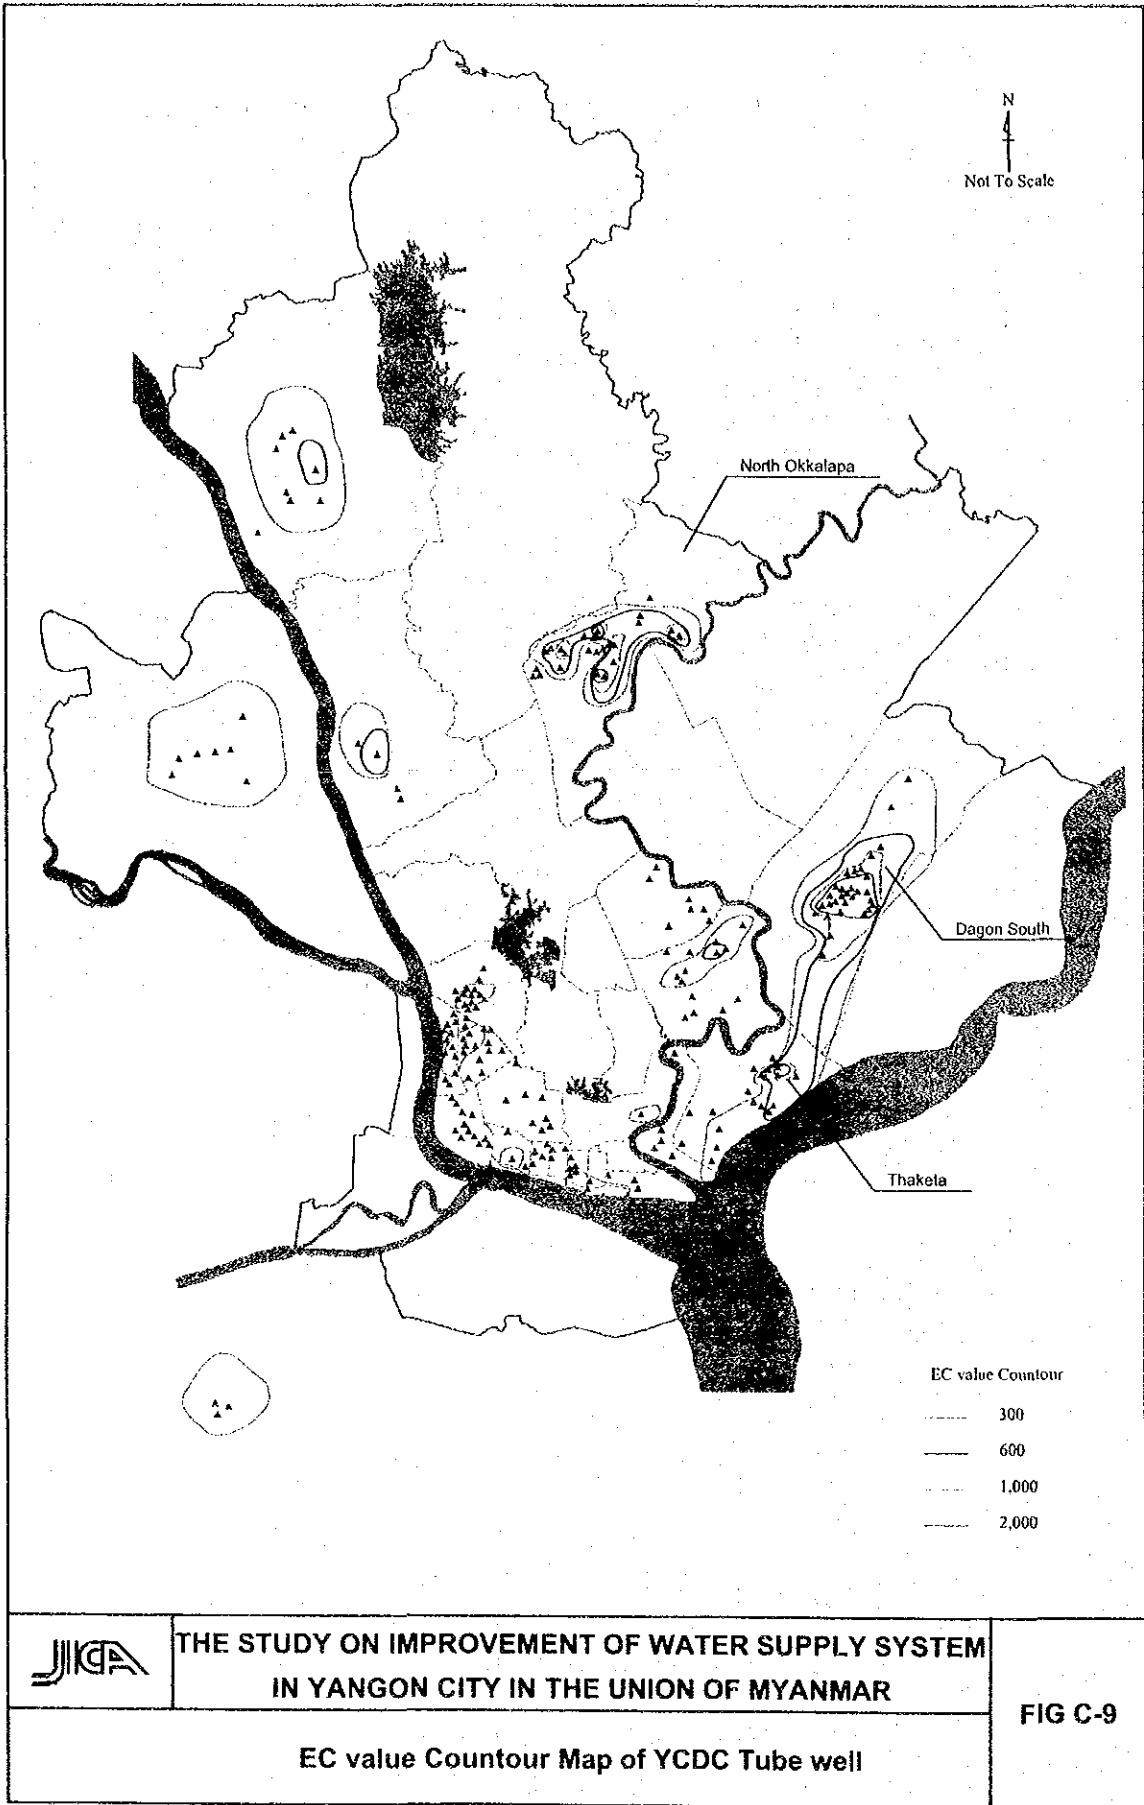 N
Not To Scale
North Okkalapa
Dagon South
Thaketa
EC value Countour
300
600
1,000
2,000
JICA
THE STUDY ON IMPROVEMENT OF WATER SUPPLY SYSTEM
IN YANGON CITY IN THE UNION OF MYANMAR
FIG C-9
EC value Countour Map of YCDC Tube well